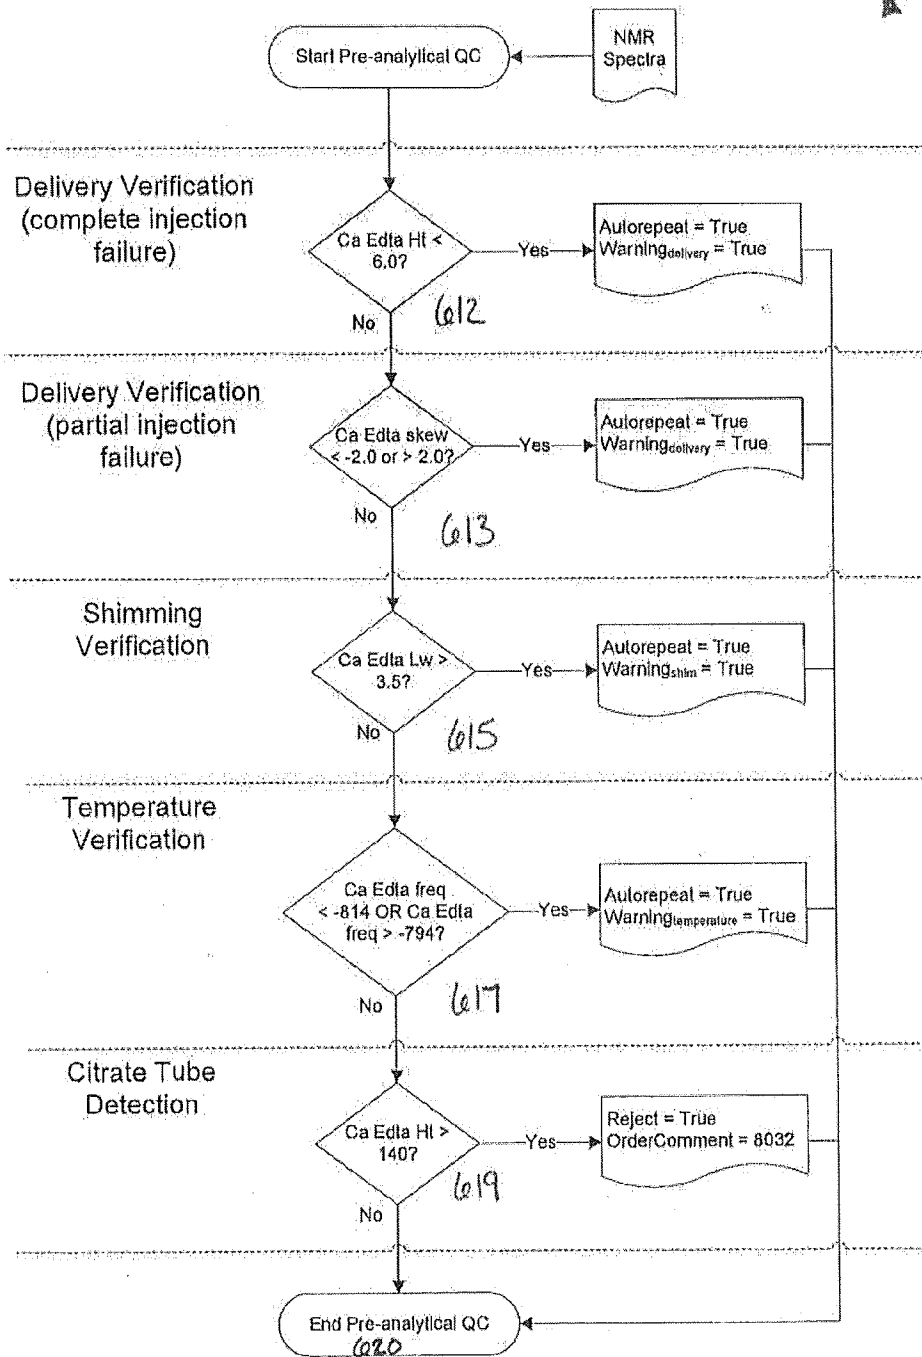 Start Pre-analytical QC
NMR
Spectra
Delivery Verification
(complete injection
failure)
Ca Edta Ht <
6.0?
Yes
Autorepeat = True
Warningdelivery = True
No
612
Delivery Verification
(partial injection
failure)
Ca Edta skew
< -2.0 or > 2.0?
Yes
Autorepeat = True
Warningdelivery = True
No
613
Shimming
Verification
Ca Edta Lw >
3.5?
Yes
Autorepeat = True
Warningshim = True
No
615
Temperature
Verification
Ca Edta freq
< -814 OR Ca Edta
freq > -794?
Yes
Autorepeat = True
Warningtemperature = True
No
617
Citrate Tube
Detection
Ca Edta Ht >
140?
Yes
Reject = True
OrderComment = 8032
No
619
End Pre-analytical QC
620